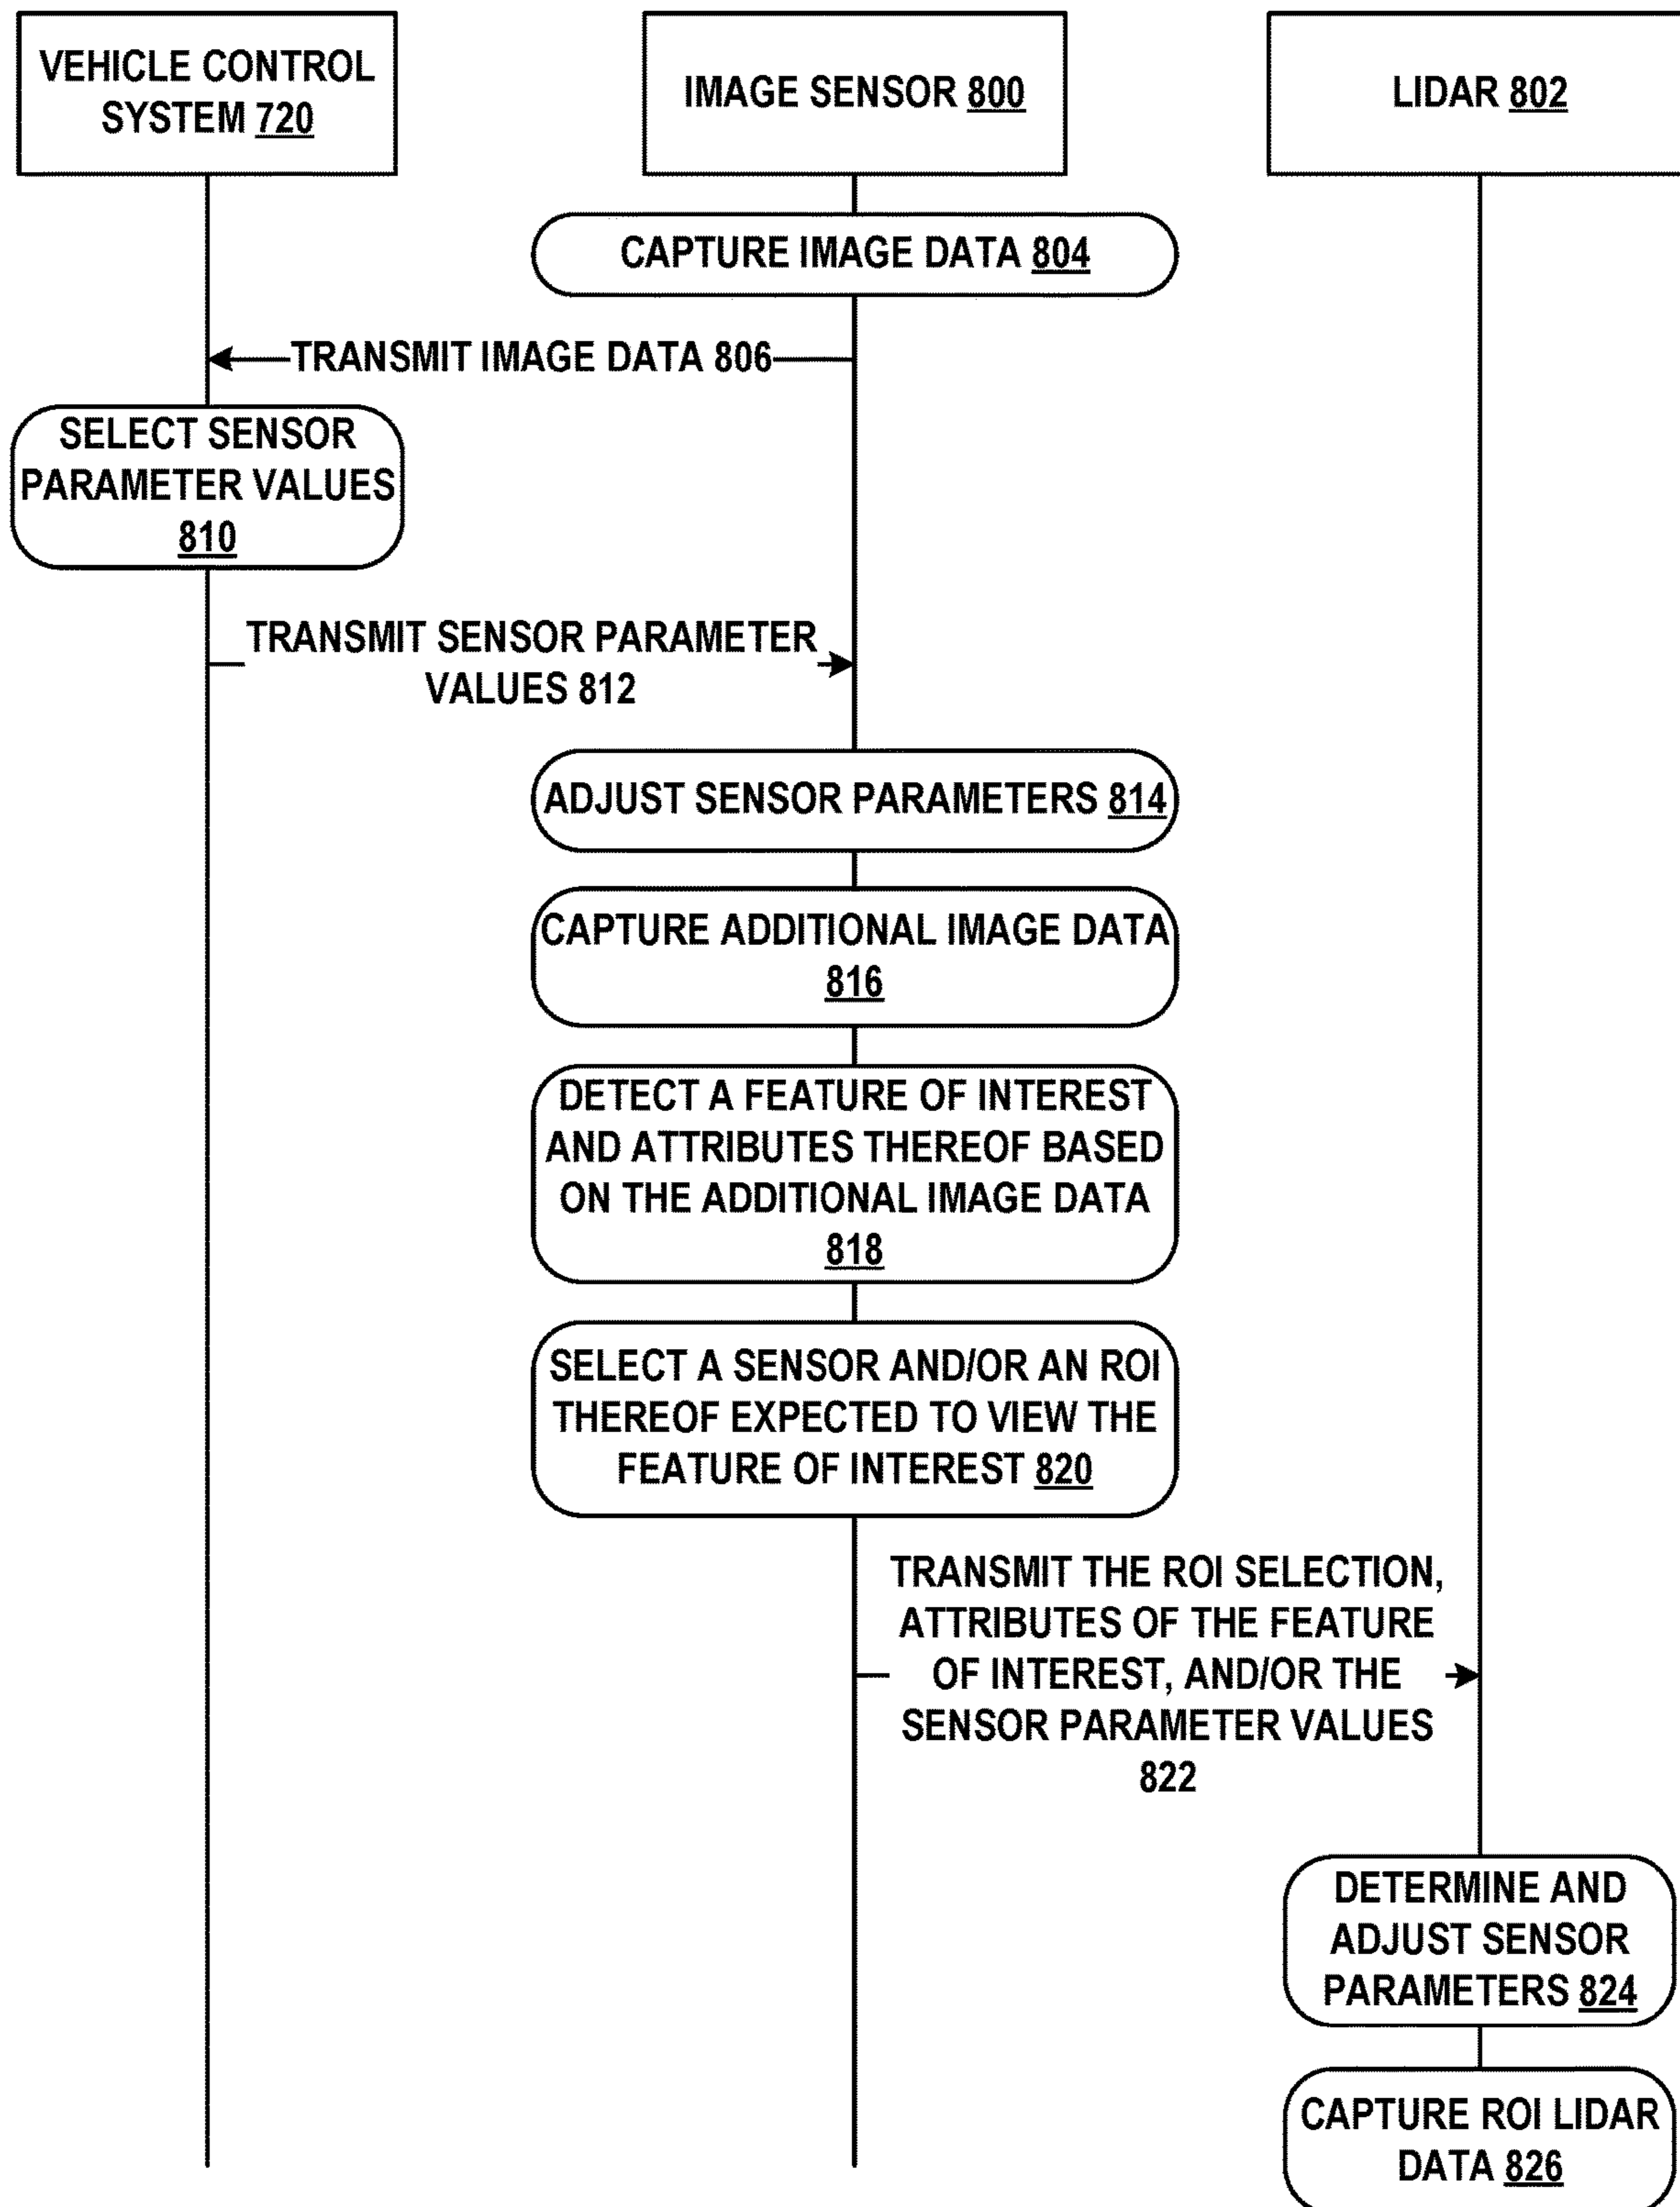 VEHICLE CONTROL
SYSTEM 720
IMAGE SENSOR 800
LIDAR 802
CAPTURE IMAGE DATA 804
TRANSMIT IMAGE DATA 806
SELECT SENSOR
PARAMETER VALUES
810
TRANSMIT SENSOR PARAMETER
VALUES 812
ADJUST SENSOR PARAMETERS 814
CAPTURE ADDITIONAL IMAGE DATA
816
DETECT A FEATURE OF INTEREST
AND ATTRIBUTES THEREOF BASED
ON THE ADDITIONAL IMAGE DATA
818
SELECT A SENSOR AND/OR AN ROI
THEREOF EXPECTED TO VIEW THE
FEATURE OF INTEREST 820
TRANSMIT THE ROI SELECTION,
ATTRIBUTES OF THE FEATURE
OF INTEREST, AND/OR THE
SENSOR PARAMETER VALUES
822
DETERMINE AND
ADJUST SENSOR
PARAMETERS 824
CAPTURE ROI LIDAR
DATA 826